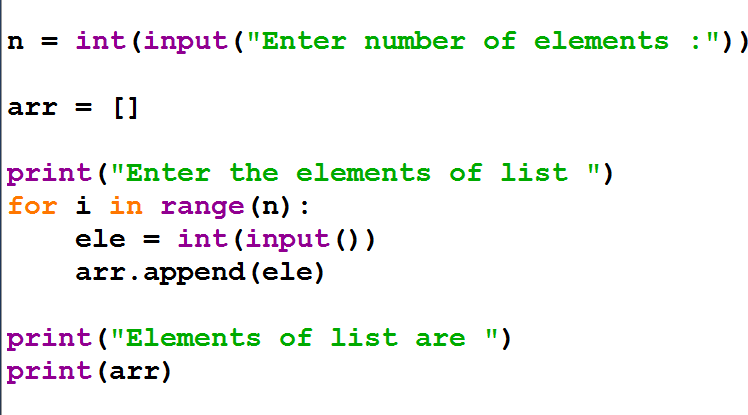 n = int(input("Enter number of elements :"))
arr = []
print("Enter the elements of list ")
for i in range(n):
    ele = int(input())
    arr.append(ele)
print("Elements of list are ")
print(arr)